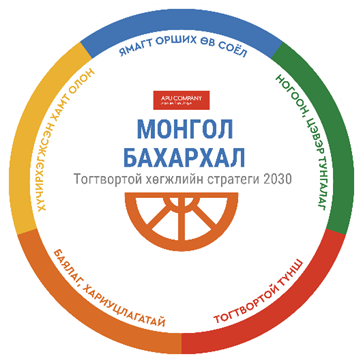 ЯМАГТ ОРШИХ ӨВ СОЁЛ
НОГООН, ЦЭВЭР ТУНГАЛАГ
ТОГТВОРТОЙ ТҮНШ
БАЯЛАГ, ХАРИУЦЛАГАТАЙ
ХҮЧИРХЭГЖСЭН ХАМТ ОЛОН
APU COMPANY
МОНГОЛ
БАХАРХАЛ
Тогтвортой хөгжлийн стратеги 2030